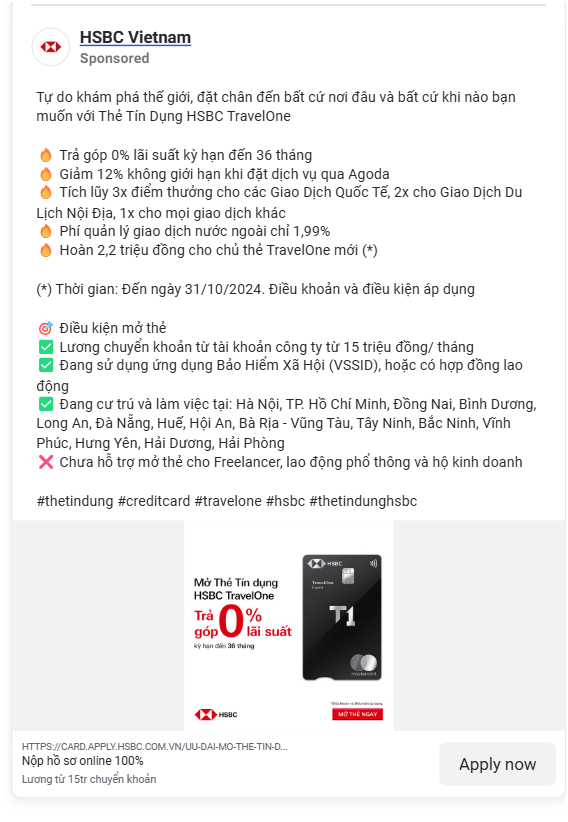 HSBC Vietnam
Sponsored
Tự do khám phá thế giới, đặt chân đến bất cứ nơi đâu và bất cứ khi nào bạn
muốn với Thẻ Tín Dụng HSBC TravelOne
🔥 Trả góp 0% lãi suất kỳ hạn đến 36 tháng
🔥 Giảm 12% không giới hạn khi đặt dịch vụ qua Agoda
🔥 Tích lũy 3x điểm thưởng cho các Giao Dịch Quốc Tế, 2x cho Giao Dịch Du
Lịch Nội Địa, 1x cho mọi giao dịch khác
🔥 Phí quản lý giao dịch nước ngoài chỉ 1,99%
🔥 Hoàn 2,2 triệu đồng cho chủ thẻ TravelOne mới (*)
(*) Thời gian: Đến ngày 31/10/2024. Điều khoản và điều kiện áp dụng
🎯 Điều kiện mở thẻ
✅ Lương chuyển khoản từ tài khoản công ty từ 15 triệu đồng/ tháng
✅ Đang sử dụng ứng dụng Bảo Hiểm Xã Hội (VSSID), hoặc có hợp đồng lao
động
✅ Đang cư trú và làm việc tại: Hà Nội, TP. Hồ Chí Minh, Đồng Nai, Bình Dương,
Long An, Đà Nẵng, Huế, Hội An, Bà Rịa - Vũng Tàu, Tây Ninh, Bắc Ninh, Vĩnh
Phúc, Hưng Yên, Hải Dương, Hải Phòng
❌ Chưa hỗ trợ mở thẻ cho Freelancer, lao động phổ thông và hộ kinh doanh
#thetindung #creditcard #travelone #hsbc #thetindunghsbc
Mở Thẻ Tín dụng
HSBC TravelOne
Trả góp 0% lãi suất
kỳ hạn đến 36 tháng
HSBC
TravelOne
Credit
T1
mastercard
HSBC
MỞ THẺ NGAY
HTTPS://CARD.APPLY.HSBC.COM.VN/UU-DAI-MO-THE-TIN-D...
Nộp hồ sơ online 100%
Lương từ 15tr chuyển khoản
Apply now